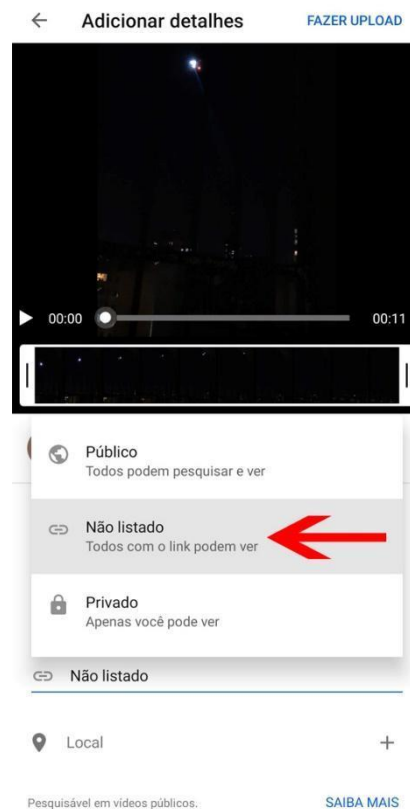 Adicionar detalhes FAZER UPLOAD
00:00 00:11
Público
Todos podem pesquisar e ver
Não listado
Todos com o link podem ver
Privado
Apenas você pode ver
Não listado
Local
Pesquisável em vídeos públicos. SAIBA MAIS